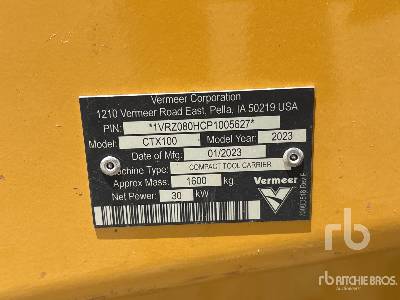 Vermeer Corporation
1210 Vermeer Road East, Pella, IA 50219 USA
PIN: *1VRZ080HCP1005627*
Model: CTX100 Model Year: 2023
Date of Mfg: 01/2023
Machine Type: COMPACT TOOL CARRIER
Approx Mass: 1600 kg
Net Power: 30 kW
Vermeer
rb
rb RITCHIE BROS.
Auctioneers